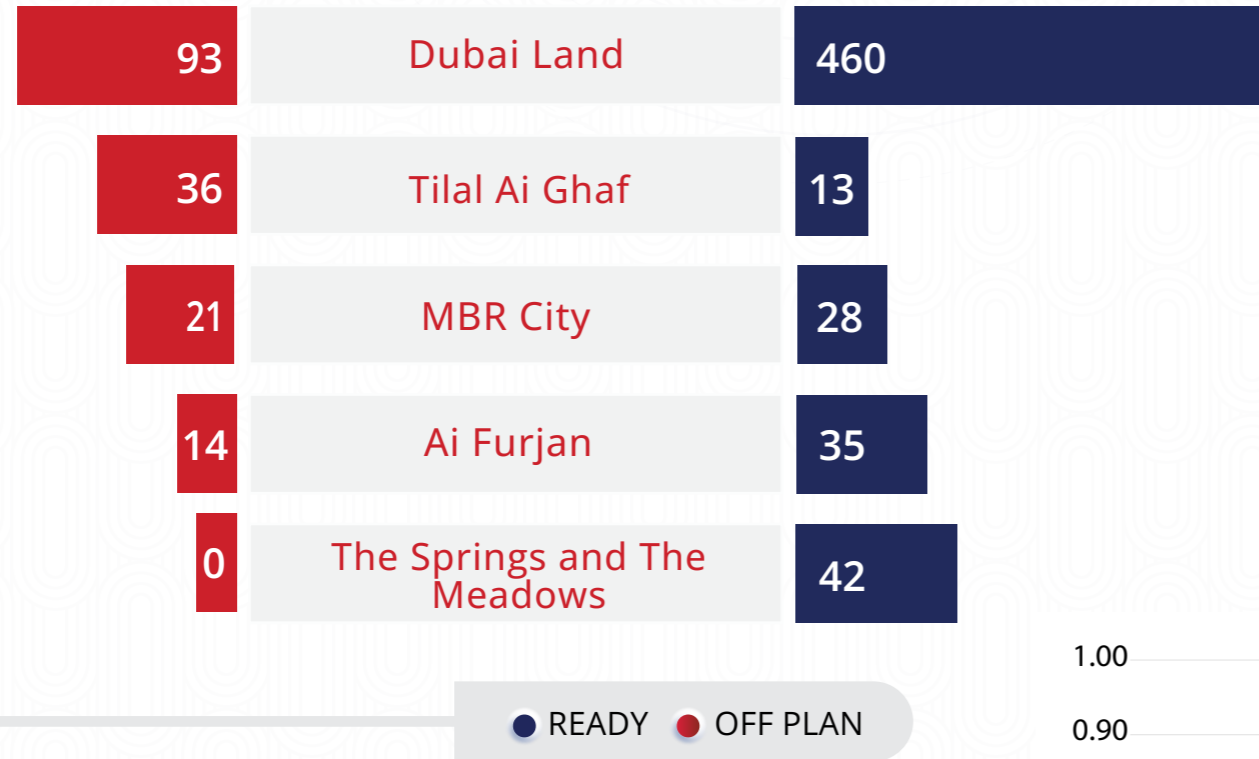 93 Dubai Land 460
36 Tilal Ai Ghaf 13
21 MBR City 28
14 Ai Furjan 35
0 The Springs and The Meadows 42
1.00
READY OFF PLAN
0.90